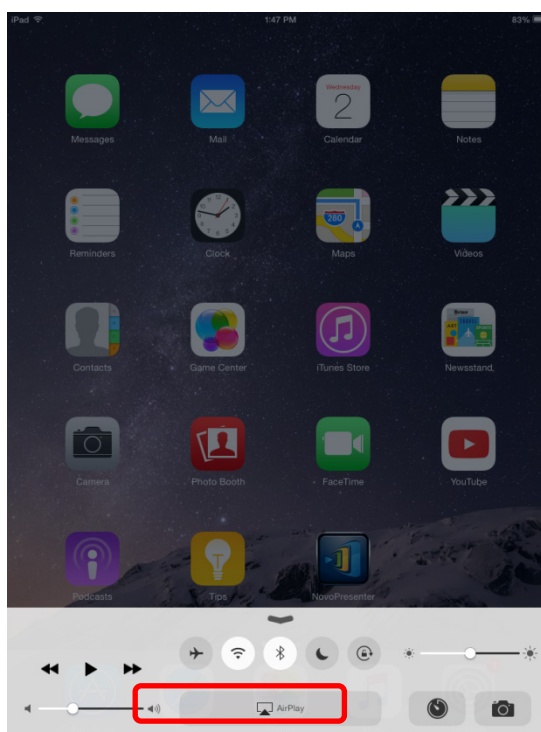 iPad 1:47 PM 83%
Wednesday
2
Messages Mail Calendar Notes
280
Reminders Clock Maps Videos
Contacts Game Center iTunes Store Newsstand
Camera Photo Booth FaceTime YouTube
Podcasts Tips NovoPresenter
AirPlay